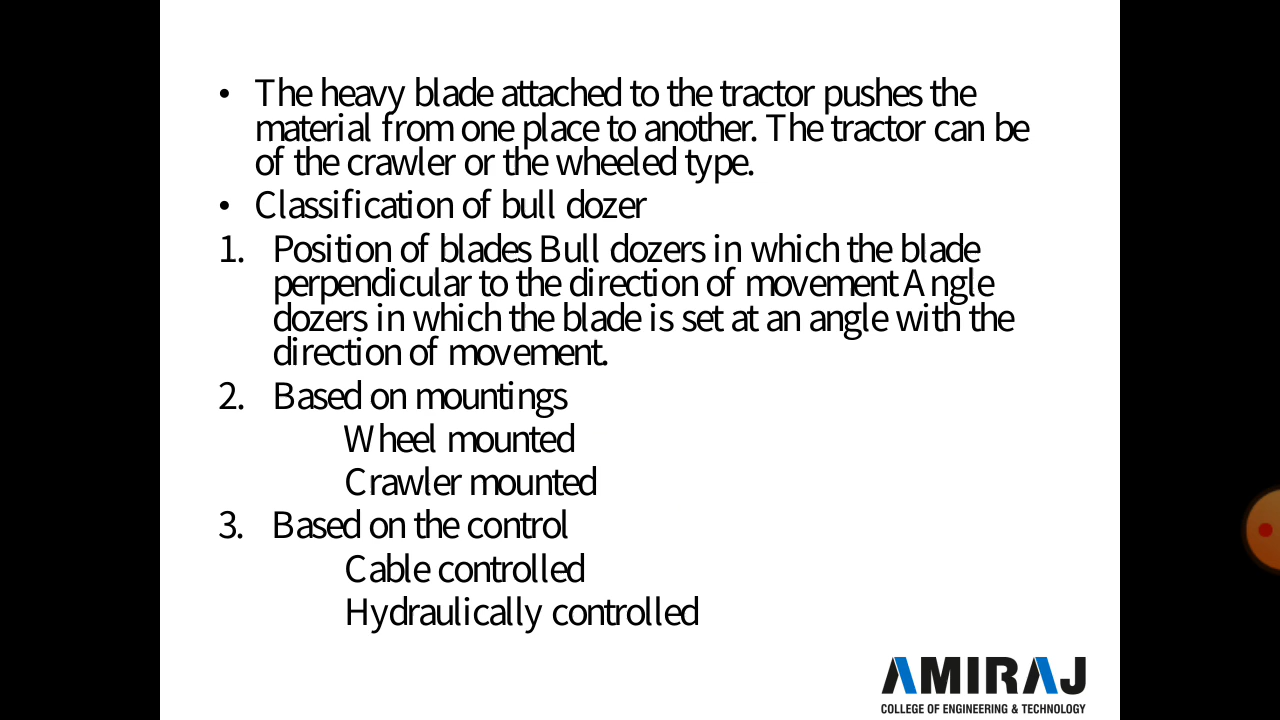 • The heavy blade attached to the tractor pushes the
material from one place to another. The tractor can be
of the crawler or the wheeled type.
• Classification of bull dozer
1. Position of blades Bull dozers in which the blade
perpendicular to the direction of movement Angle
dozers in which the blade is set at an angle with the
direction of movement.
2. Based on mountings
Wheel mounted
Crawler mounted
3. Based on the control
Cable controlled
Hydraulically controlled
AMIRAJ
COLLEGE OF ENGINEERING & TECHNOLOGY